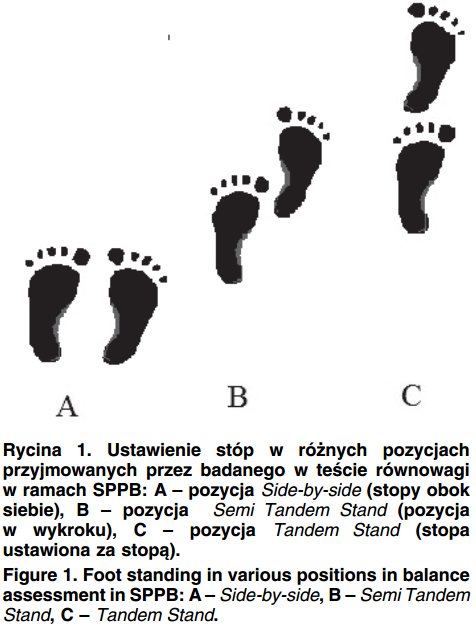 A
B
C
Rycina 1. Ustawienie stóp w różnych pozycjach
przyjmowanych przez badanego w teście równowagi
w ramach SPPB: A – pozycja Side-by-side (stopy obok
siebie), B – pozycja Semi Tandem Stand (pozycja
w wykroku), C – pozycja Tandem Stand (stopa
ustawiona za stopą).
Figure 1. Foot standing in various positions in balance
assessment in SPPB: A – Side-by-side, B – Semi Tandem
Stand, C – Tandem Stand.